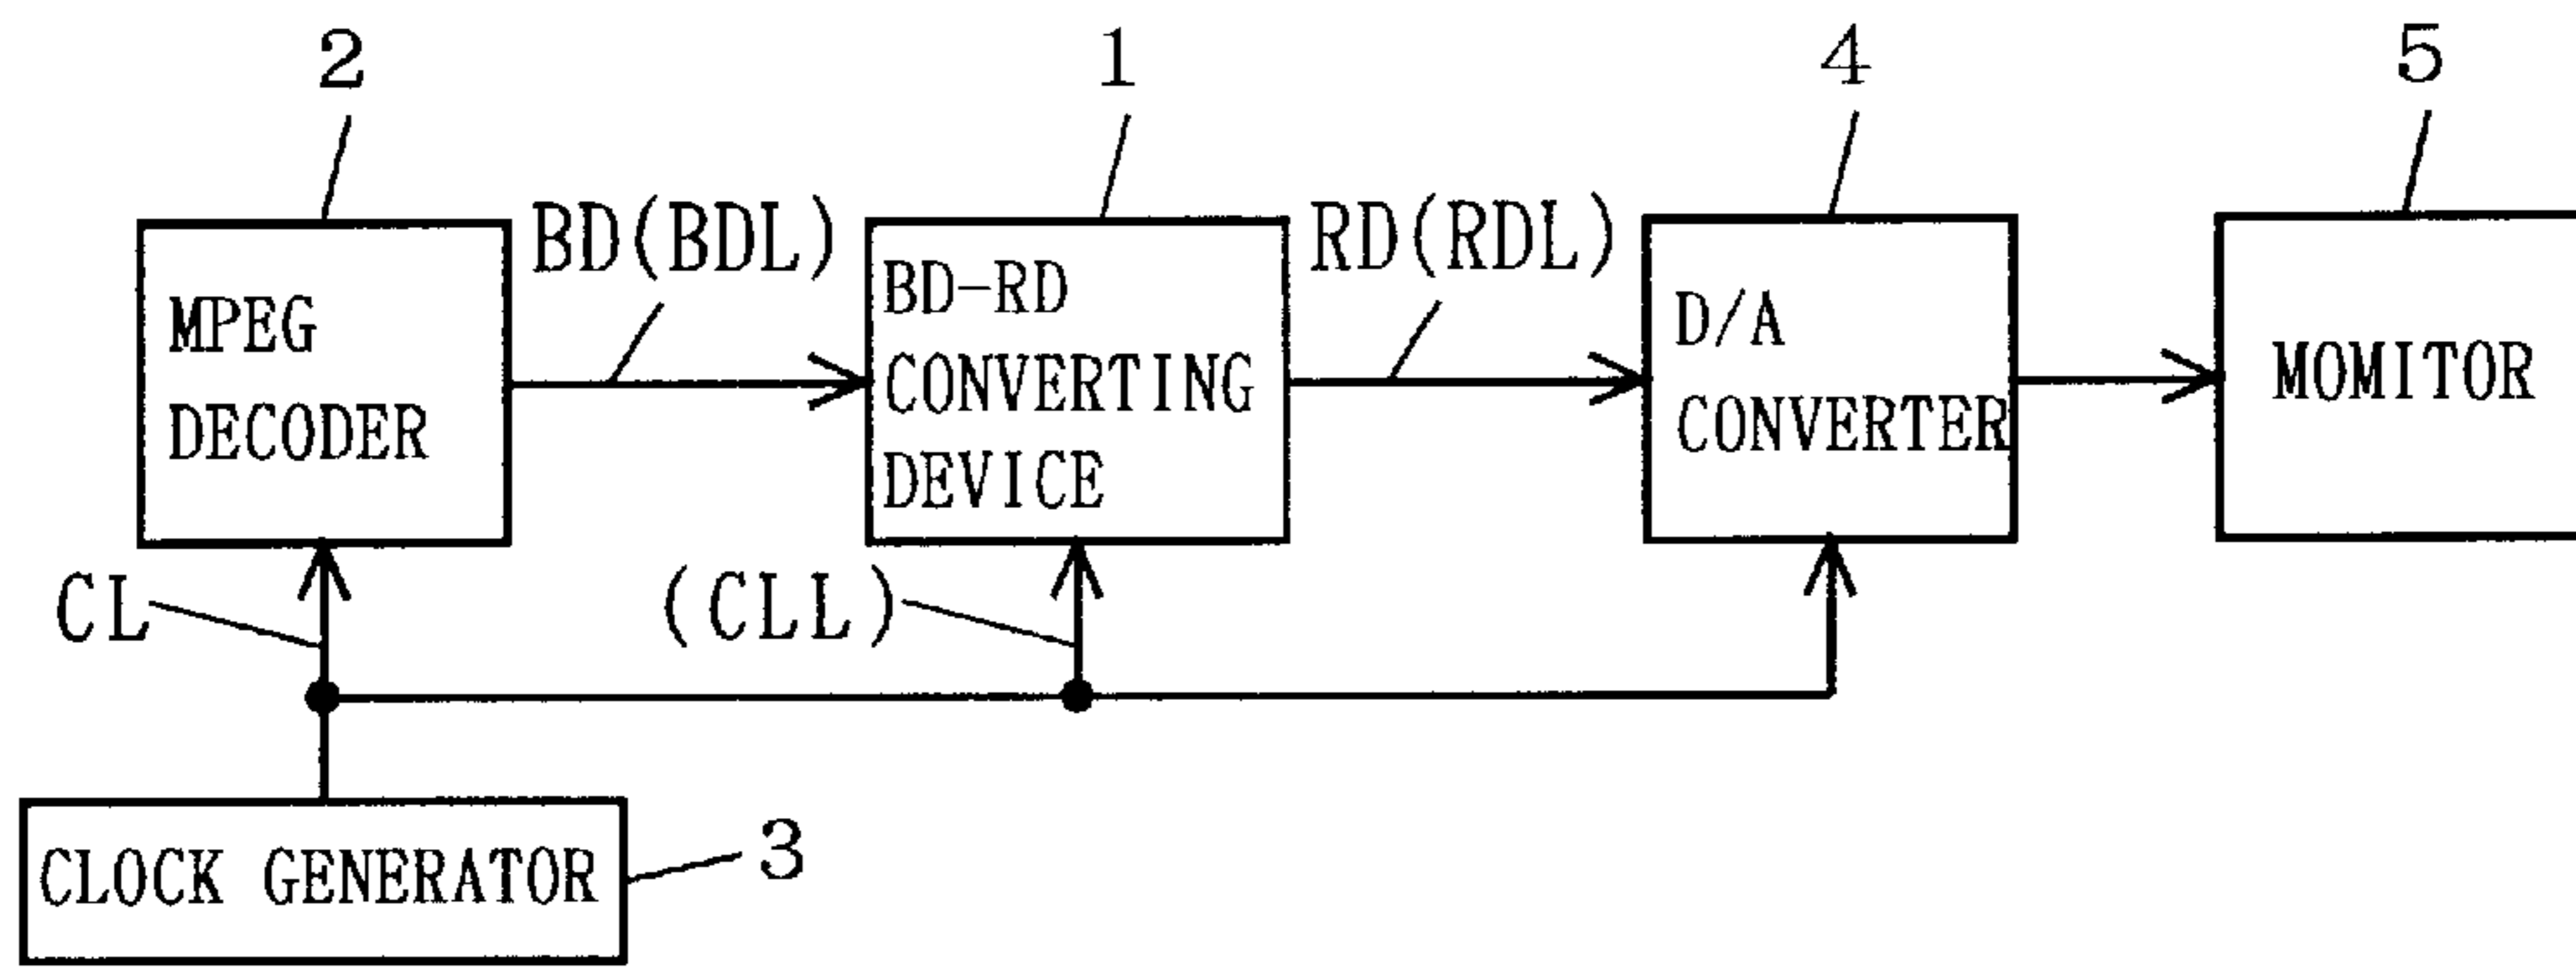 2
1
4
5
BD(BDL)
RD(RDL)
MPEG
DECODER
BD-RD
CONVERTING
DEVICE
D/A
CONVERTER
MOMITOR
CL
(CLL)
CLOCK GENERATOR
3